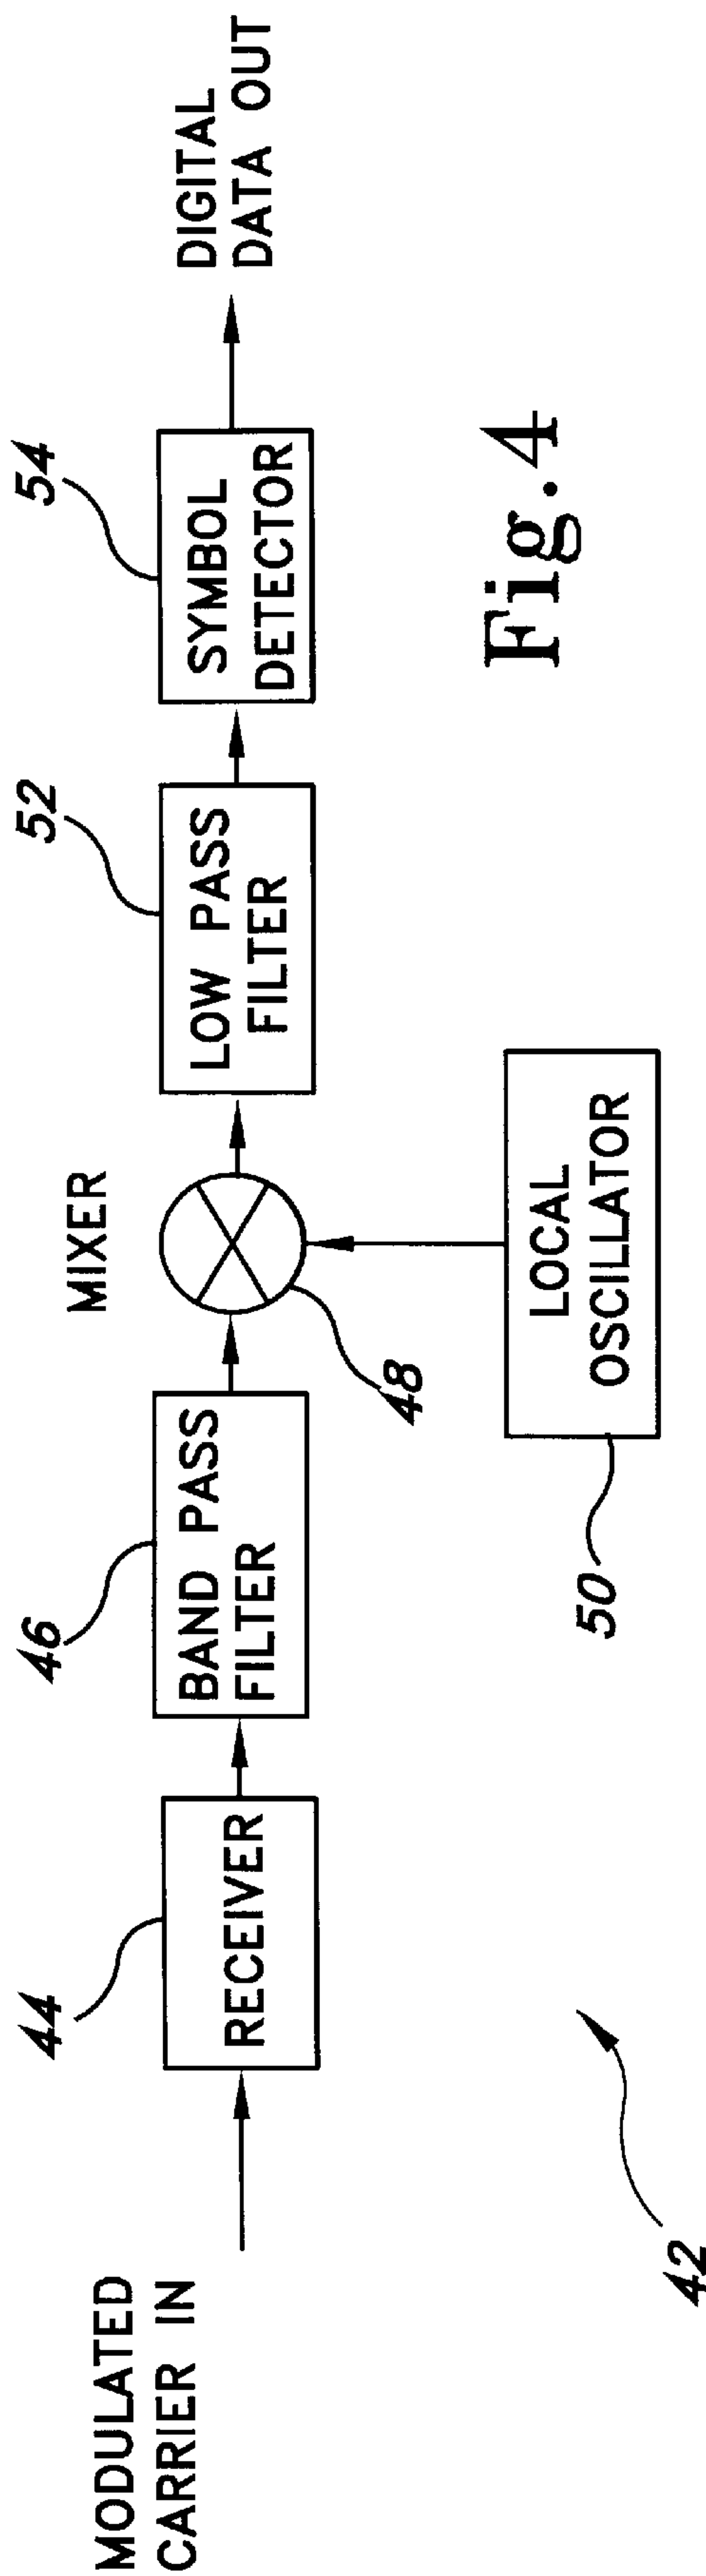 MODULATED
CARRIER IN
44
RECEIVER
46
BAND PASS
FILTER
MIXER
48
LOCAL
OSCILLATOR
50
52
LOW PASS
FILTER
54
SYMBOL
DETECTOR
DIGITAL
DATA OUT
42
Fig.4